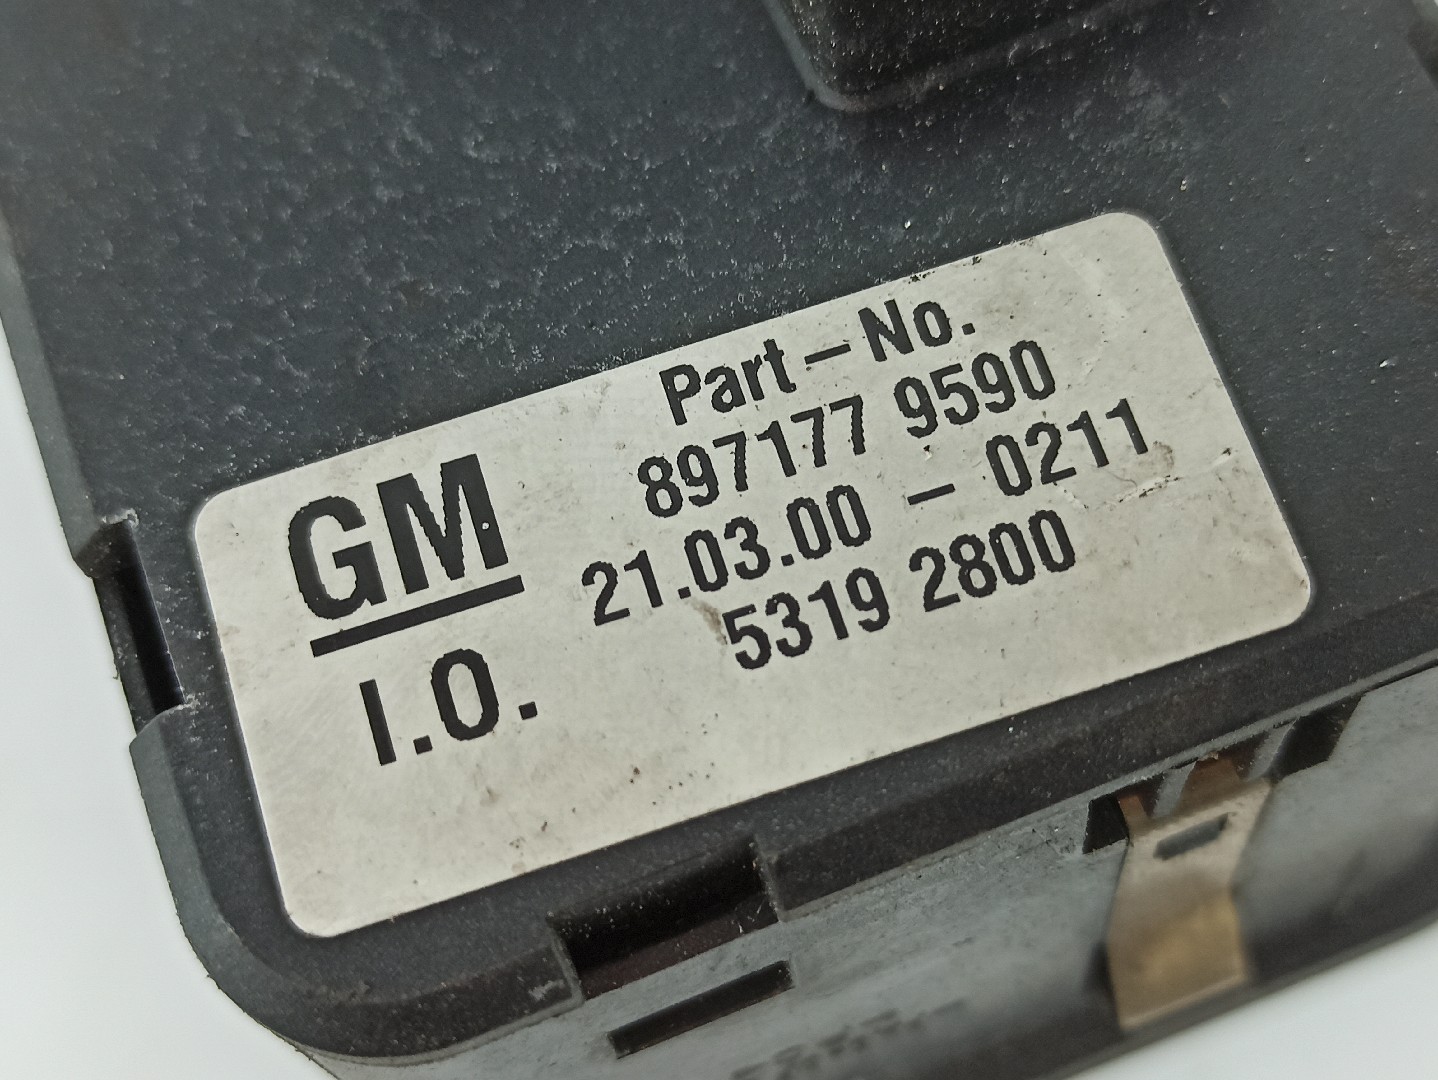 Part-No.
897177 9590
GM
21.03.00 - 0211
5319 2800
I.O.